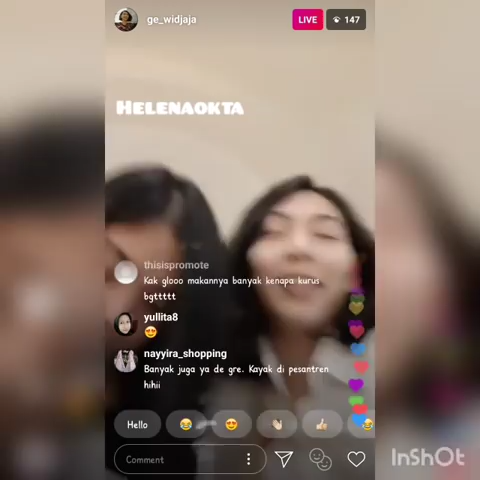 ge_widjaja
LIVE
147
HELENAOKTA
thisispromote
Kak glooo makannya banyak kenapa kurus
bgttttt
yullita8
nayyira_shopping
Banyak juga ya de gre. Kayak di pesantren
hihii
Hello
Comment
InShOt